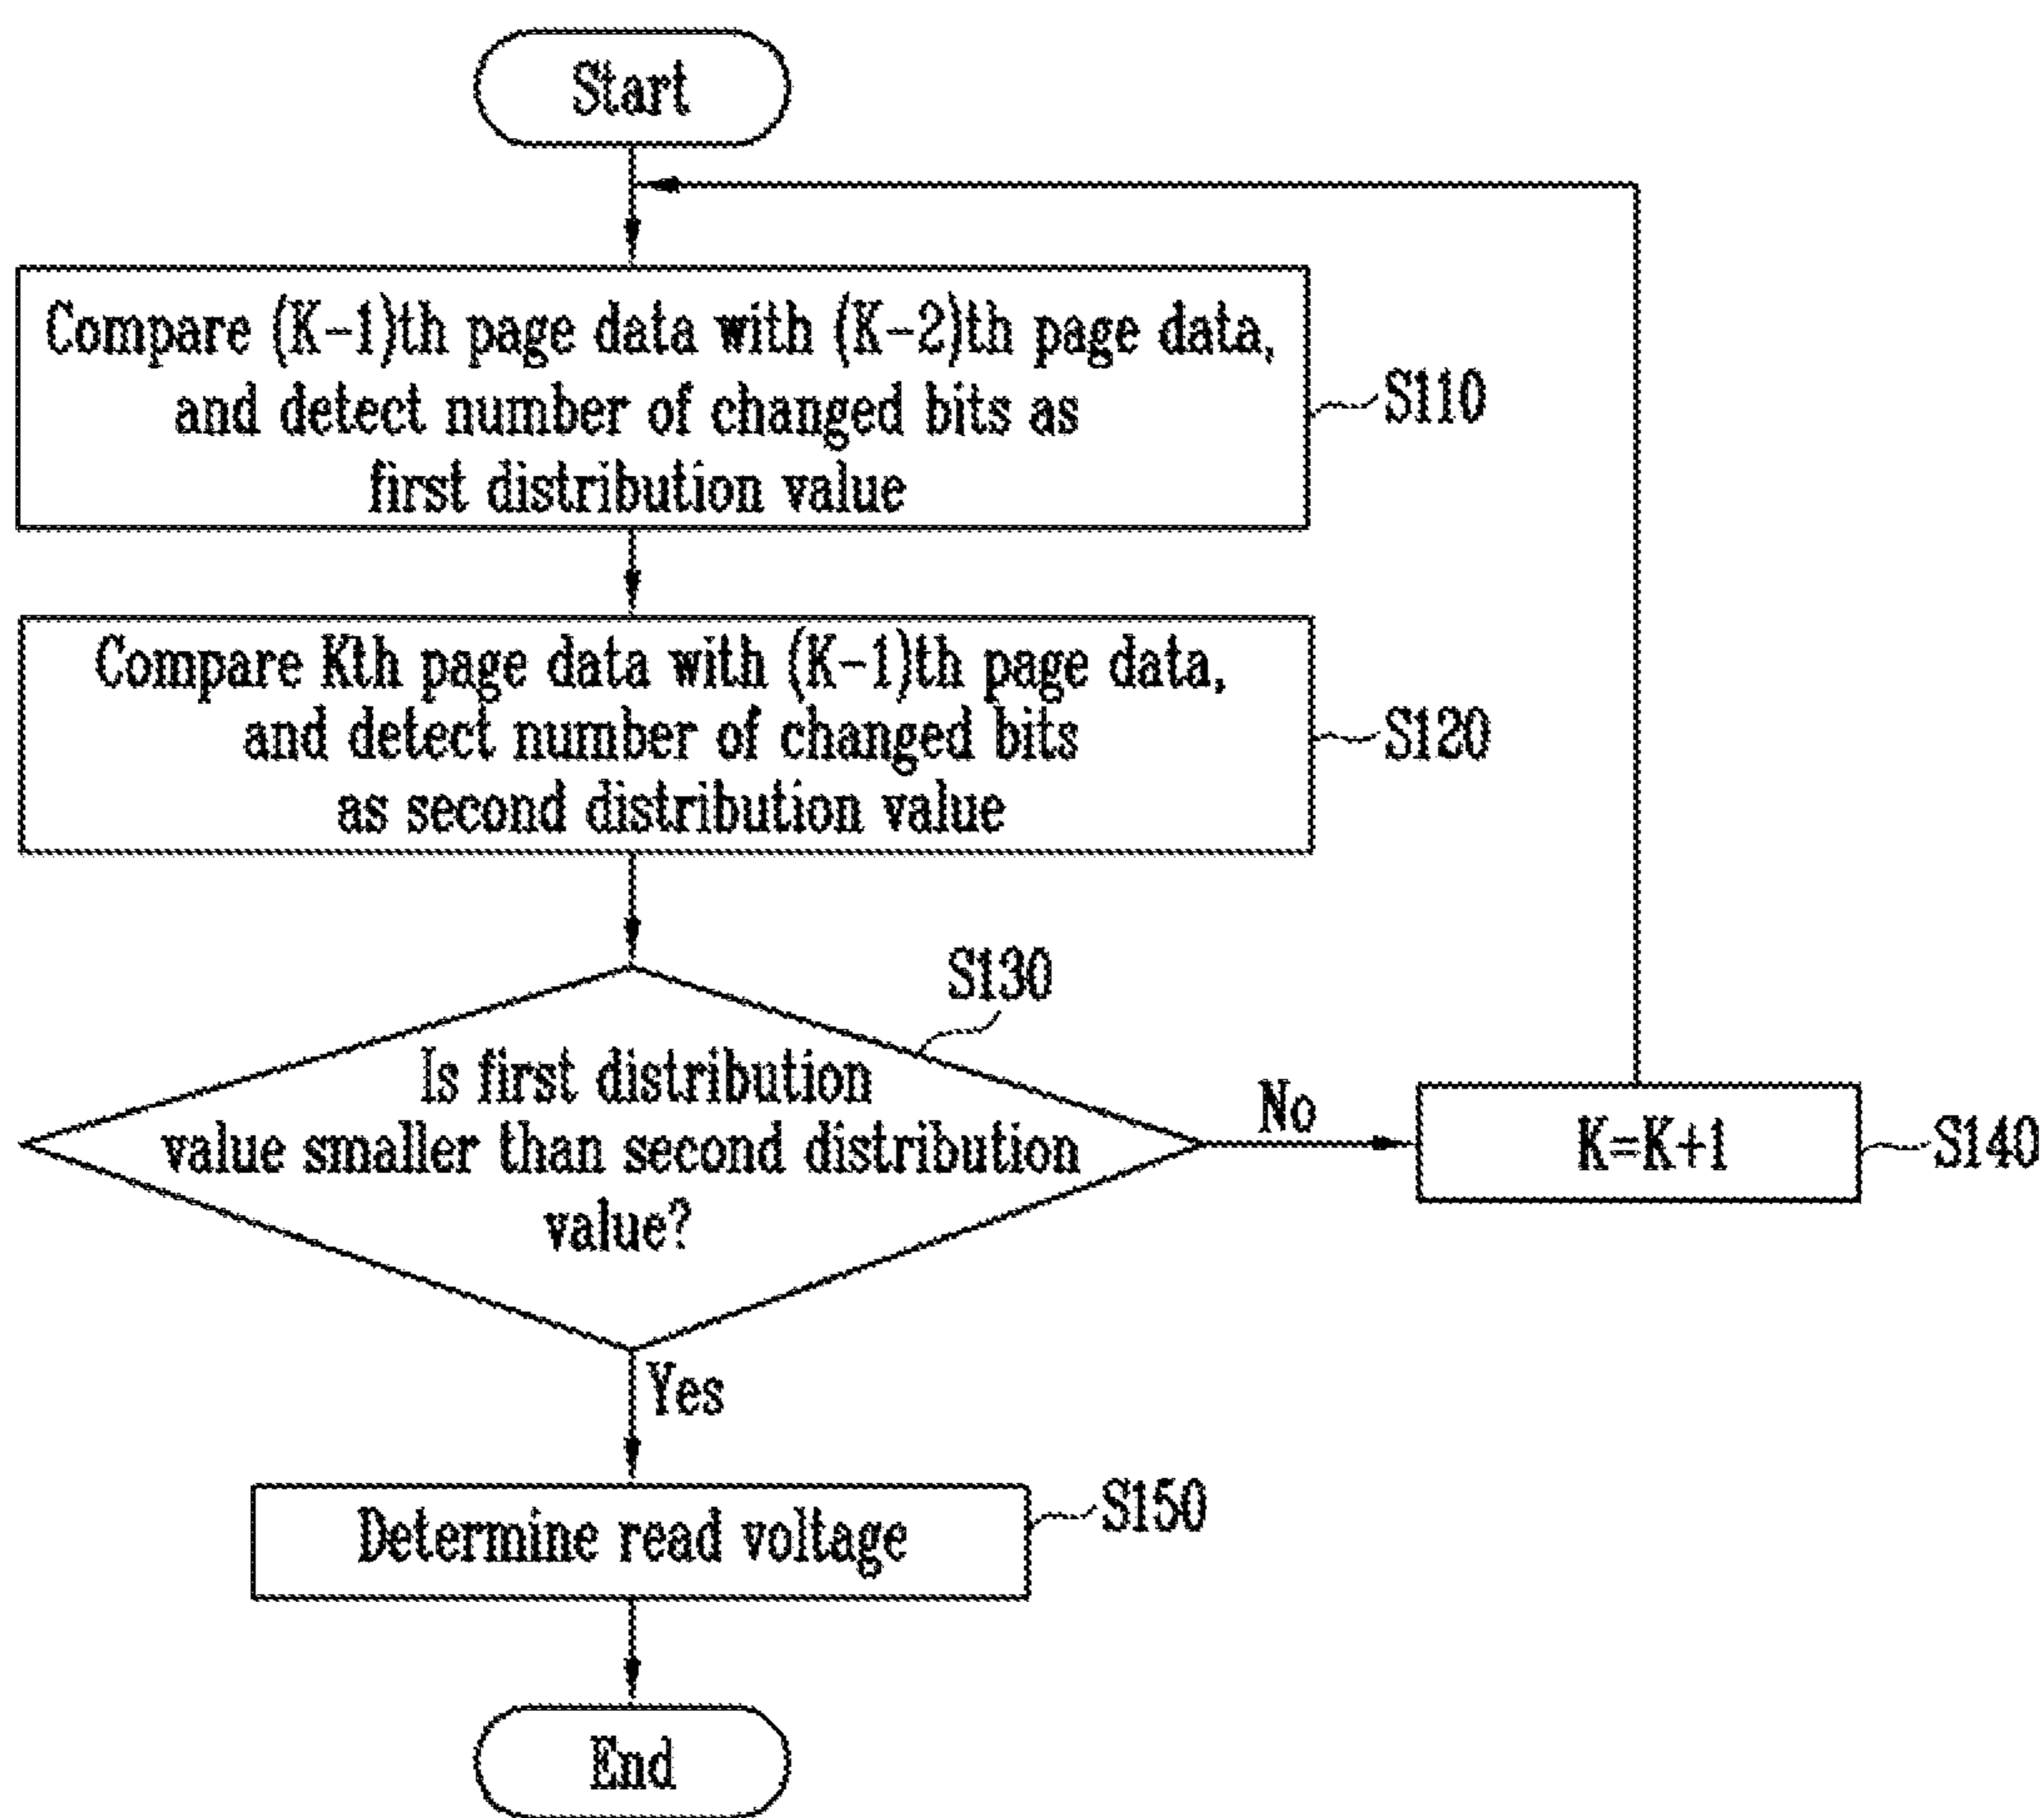 Start
Compare (K-1)th page data with (K-2)th page data,
and detect number of changed bits as
first distribution value
S110
Compare Kth page data with (K-1)th page data,
and detect number of changed bits
as second distribution value
S120
S130
Is first distribution
value smaller than second distribution
value?
No
K=K+1
S140
Yes
Determine read voltage
S150
End